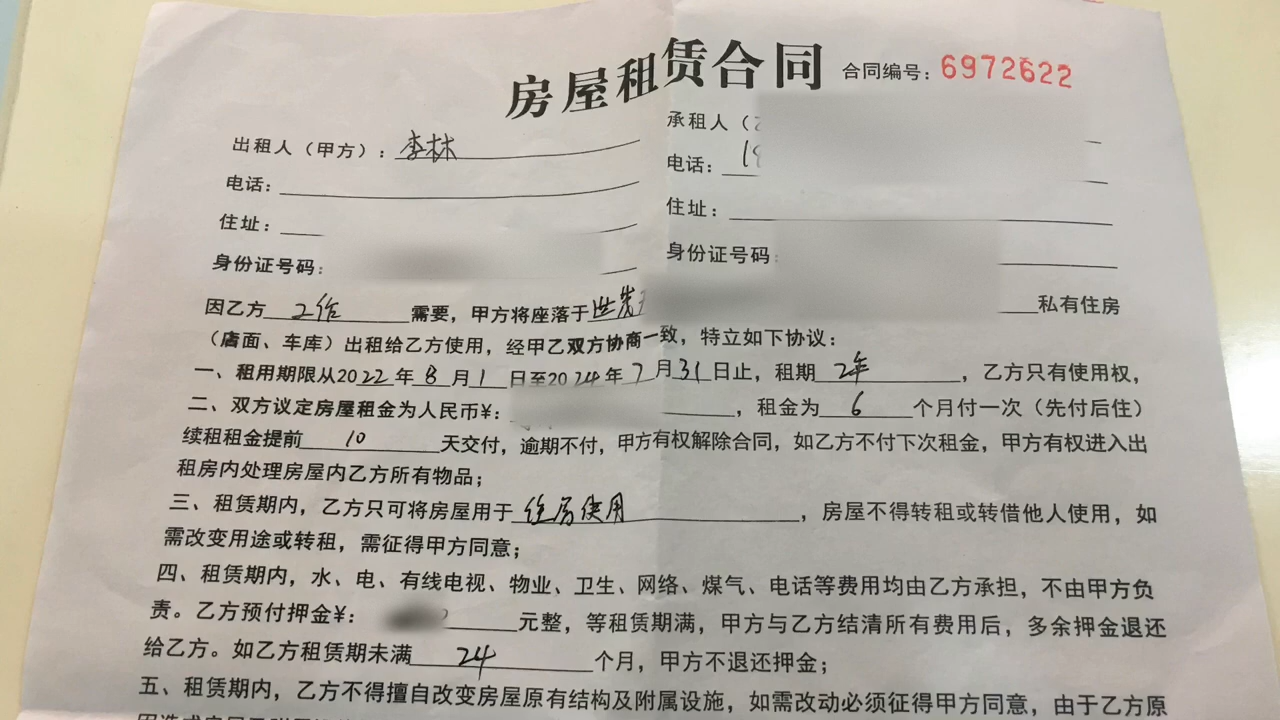 房屋租赁合同 合同编号：6972622
出租人（甲方）：李林
承租人（
电话：
电话：
住址：
住址：
身份证号码：
身份证号码：
因乙方工作需要，甲方将座落于 私有住房
（店面、车库）出租给乙方使用，经甲乙双方协商一致，特立如下协议：
一、租用期限从2022年8月1日至2024年7月31日止，租期2年，乙方只有使用权，
二、双方议定房屋租金为人民币¥： ，租金为6个月付一次（先付后住）
续租租金提前10天交付，逾期不付，甲方有权解除合同，如乙方不付下次租金，甲方有权进入出
租房内处理房屋内乙方所有物品；
三、租赁期内，乙方只可将房屋用于住房使用，房屋不得转租或转借他人使用，如
需改变用途或转租，需征得甲方同意；
四、租赁期内，水、电、有线电视、物业、卫生、网络、煤气、电话等费用均由乙方承担，不由甲方负
责。乙方预付押金¥： 元整，等租赁期满，甲方与乙方结清所有费用后，多余押金退还
给乙方。如乙方租赁期未满24个月，甲方不退还押金；
五、租赁期内，乙方不得擅自改变房屋原有结构及附属设施，如需改动必须征得甲方同意，由于乙方原